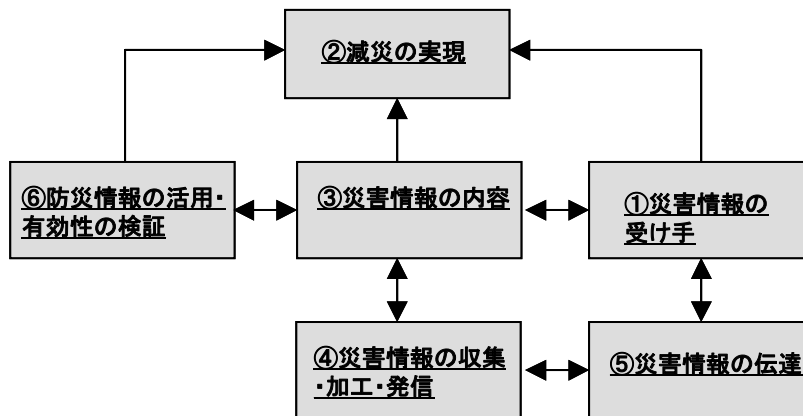 ②減災の実現
⑥防災情報の活用・
有効性の検証
③災害情報の内容
①災害情報の
受け手
④災害情報の収集
・加工・発信
⑤災害情報の伝達